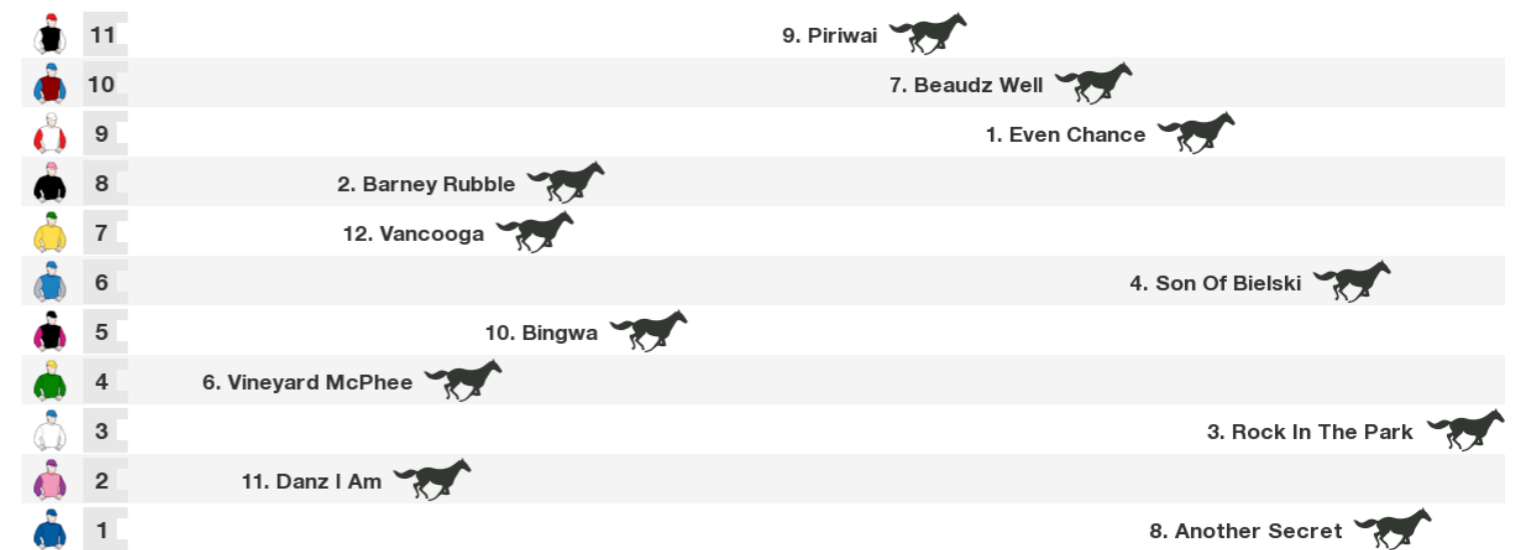 11 9. Piriwai
10 7. Beaudz Well
9 1. Even Chance
8 2. Barney Rubble
7 12. Vancooga
6 4. Son Of Bielski
5 10. Bingwa
4 6. Vineyard McPhee
3 3. Rock In The Park
2 11. Danz I Am
1 8. Another Secret